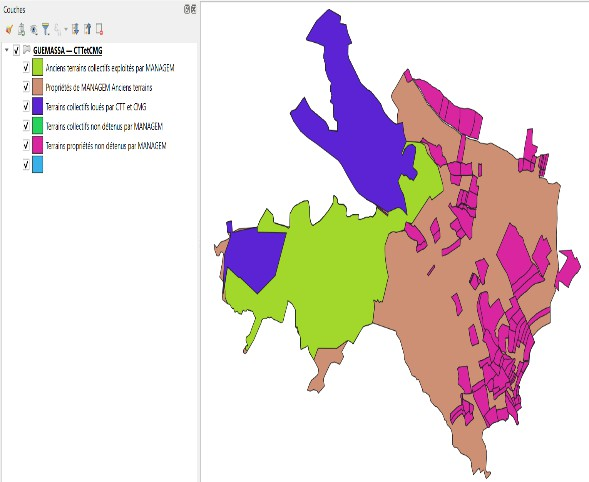 Couches
GUEMASSA — CTTetCMG
Anciens terrains collectifs exploités par MANAGEM
Propriétés de MANAGEM Anciens terrains
Terrains collectifs loués par CTT et CMG
Terrains collectifs non détenus par MANAGEM
Terrains propriétés non détenus par MANAGEM